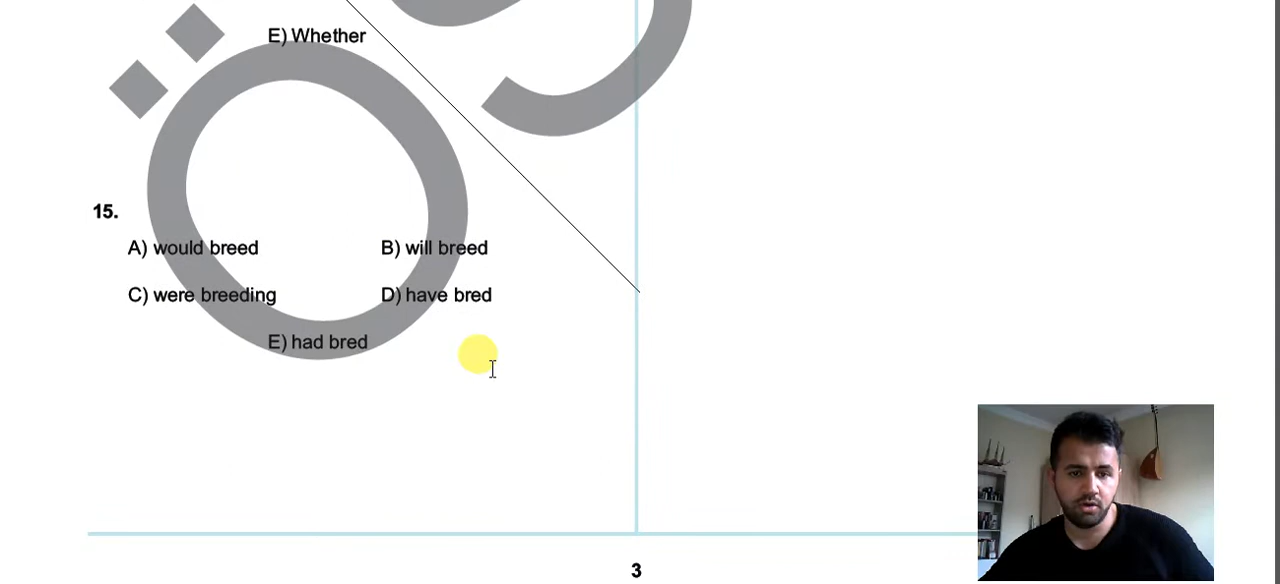 E) Whether
15.
A) would breed B) will breed
C) were breeding D) have bred
E) had bred
3